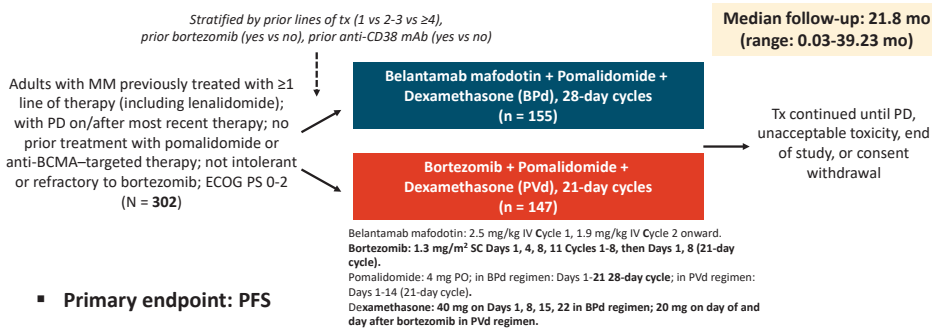 Stratified by prior lines of tx (1 vs 2-3 vs ≥4),
prior bortezomib (yes vs no), prior anti-CD38 mAb (yes vs no)
Median follow-up: 21.8 mo
(range: 0.03-39.23 mo)
Adults with MM previously treated with ≥1
line of therapy (including lenalidomide);
with PD on/after most recent therapy; no
prior treatment with pomalidomide or
anti-BCMA–targeted therapy; not intolerant
or refractory to bortezomib; ECOG PS 0-2
(N = 302)
Belantamab mafodotin + Pomalidomide +
Dexamethasone (BPd), 28-day cycles
(n = 155)
Bortezomib + Pomalidomide +
Dexamethasone (PVd), 21-day cycles
(n = 147)
Tx continued until PD,
unacceptable toxicity, end
of study, or consent
withdrawal
Belantamab mafodotin: 2.5 mg/kg IV Cycle 1, 1.9 mg/kg IV Cycle 2 onward.
Bortezomib: 1.3 mg/m² SC Days 1, 4, 8, 11 Cycles 1-8, then Days 1, 8 (21-day
cycle).
Pomalidomide: 4 mg PO; in BPd regimen: Days 1-21 28-day cycle; in PVd regimen:
Days 1-14 (21-day cycle).
Dexamethasone: 40 mg on Days 1, 8, 15, 22 in BPd regimen; 20 mg on day of and
day after bortezomib in PVd regimen.
▪ Primary endpoint: PFS